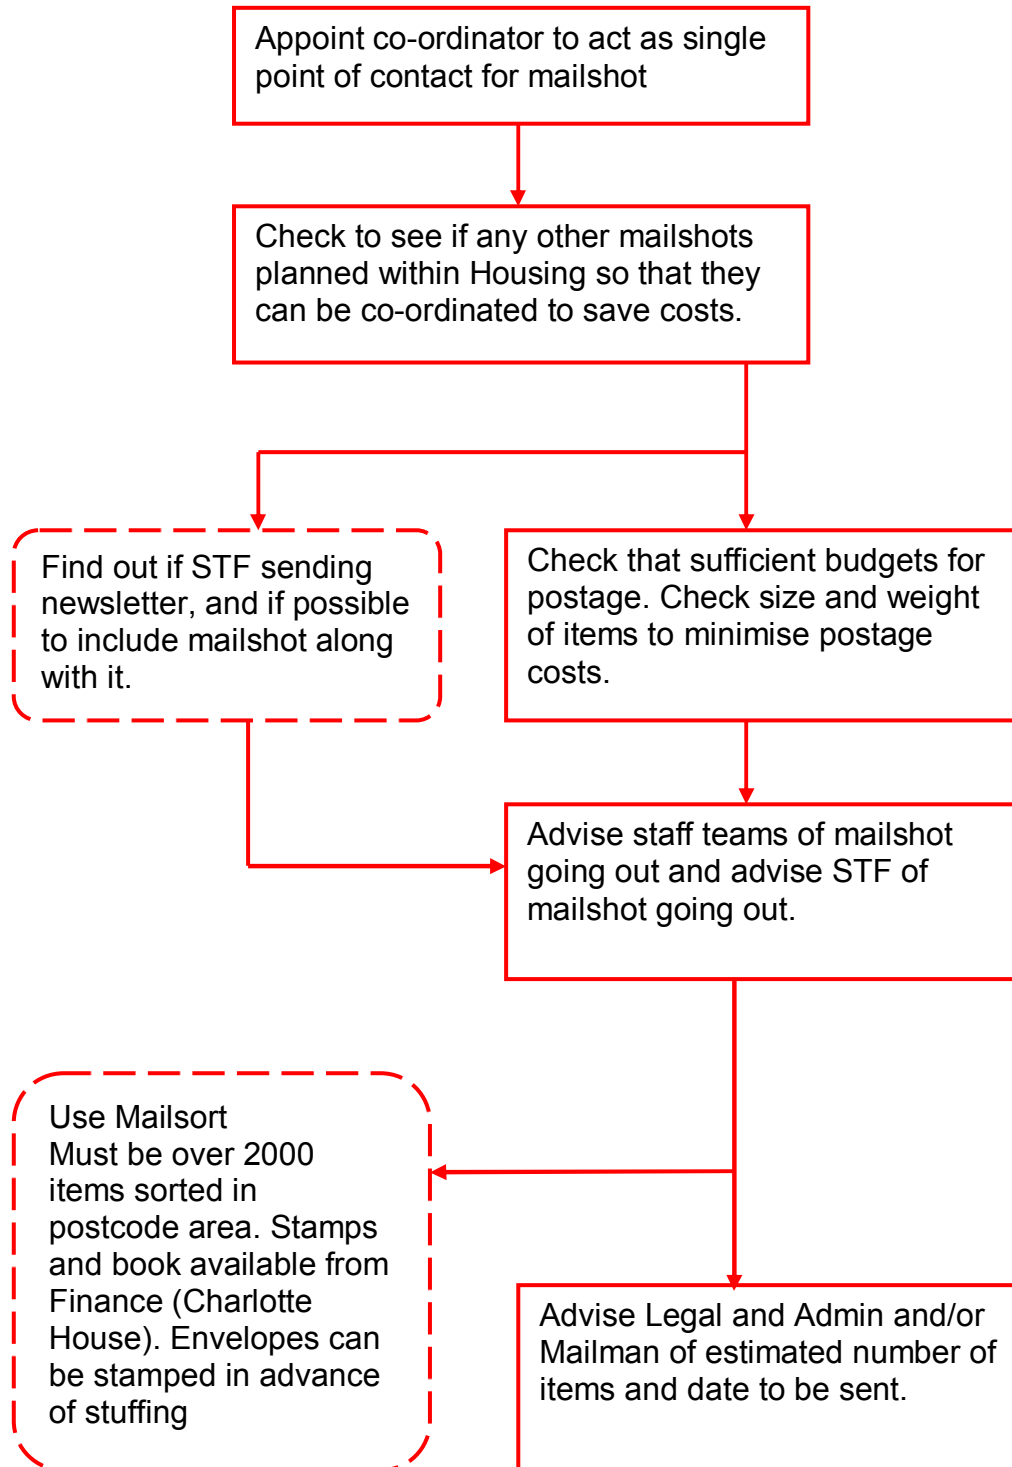 Appoint co-ordinator to act as single
point of contact for mailshot
Check to see if any other mailshots
planned within Housing so that they
can be co-ordinated to save costs.
Find out if STF sending
newsletter, and if possible
to include mailshot along
with it.
Check that sufficient budgets for
postage. Check size and weight
of items to minimise postage
costs.
Advise staff teams of mailshot
going out and advise STF of
mailshot going out.
Use Mailsort
Must be over 2000
items sorted in
postcode area. Stamps
and book available from
Finance (Charlotte
House). Envelopes can
be stamped in advance
of stuffing
Advise Legal and Admin and/or
Mailman of estimated number of
items and date to be sent.